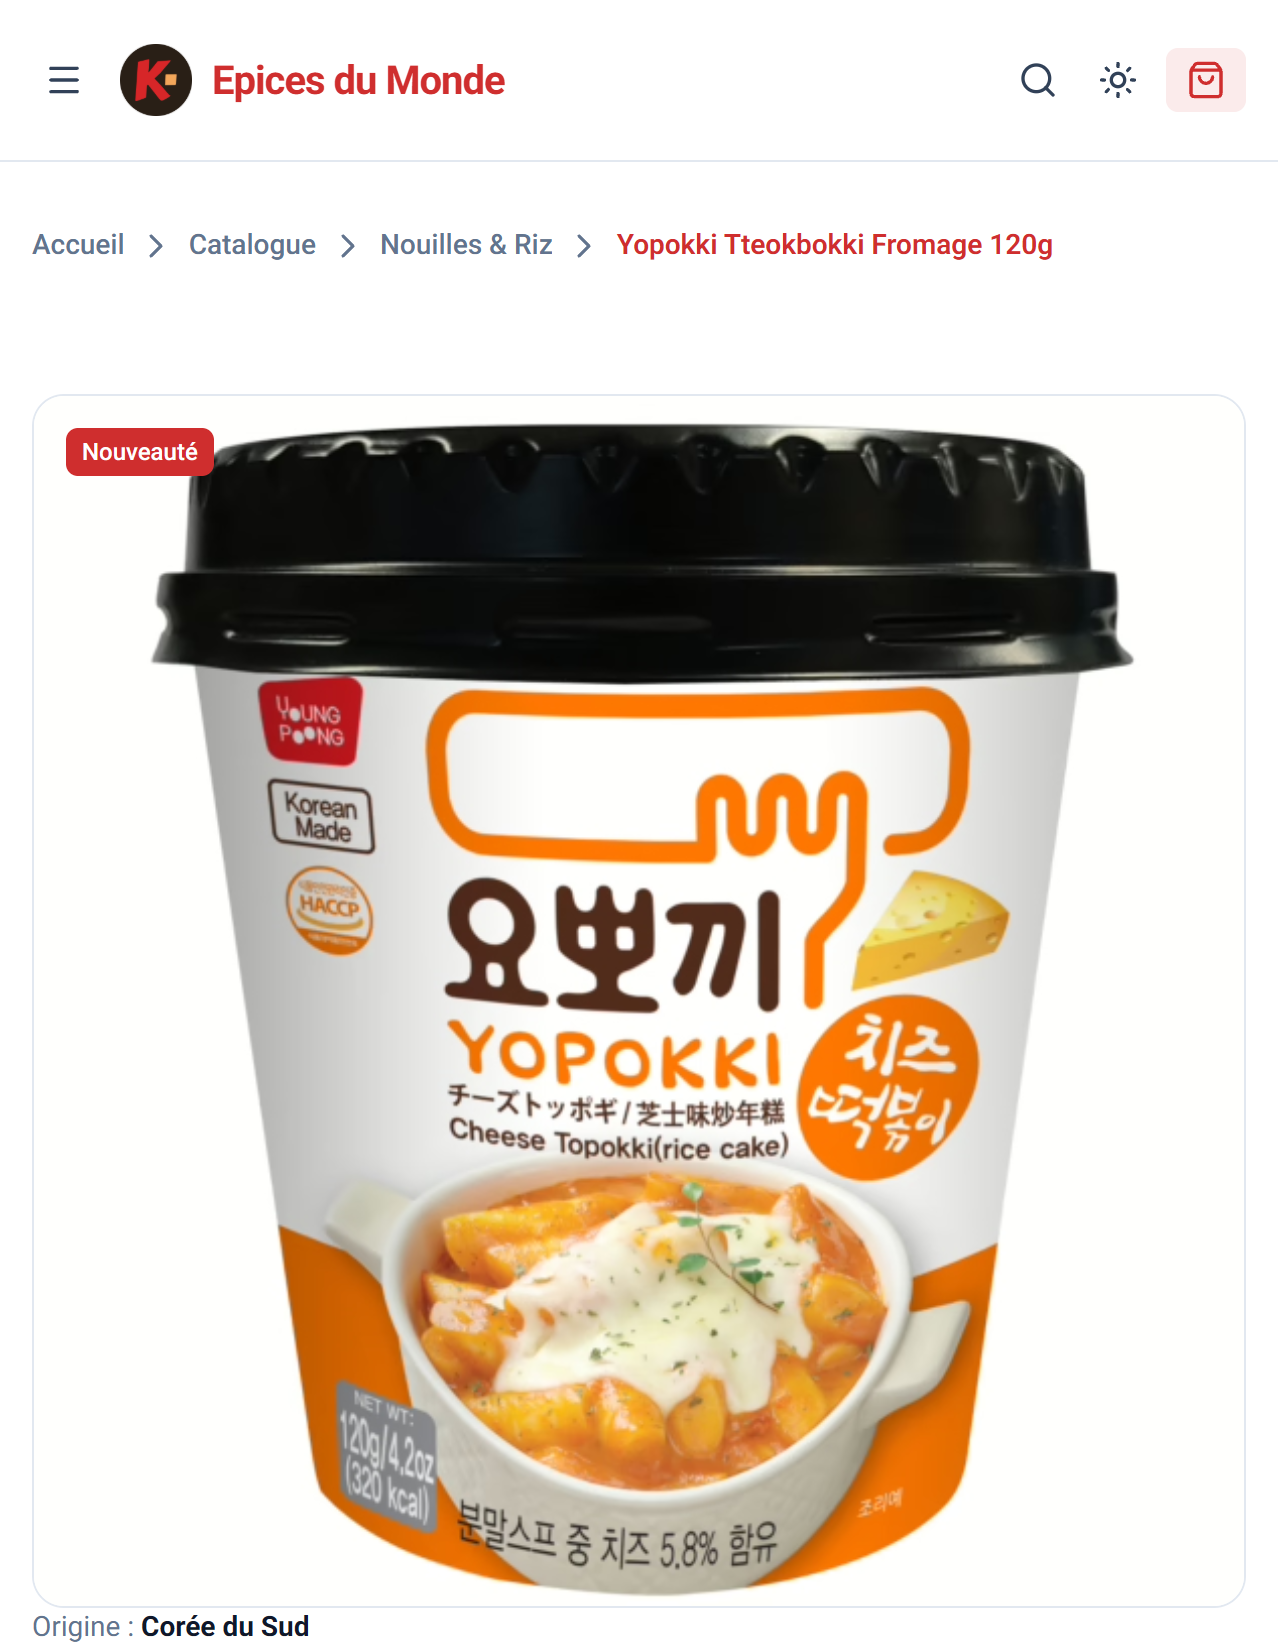 K
Epices du Monde
Accueil > Catalogue > Nouilles & Riz > Yopokki Tteokbokki Fromage 120g
Nouveauté
YOUNG
POONG
Korean
Made
HACCP
요뽀끼
YOPOKKI
チーズトッポギ / 芝士味炒年糕
Cheese Topokki(rice cake)
치즈
떡볶이
NET WT:
120g/4.2oz
(320 kcal)
분말스프 중 치즈 5.8% 함유
조리예
Origine : Corée du Sud